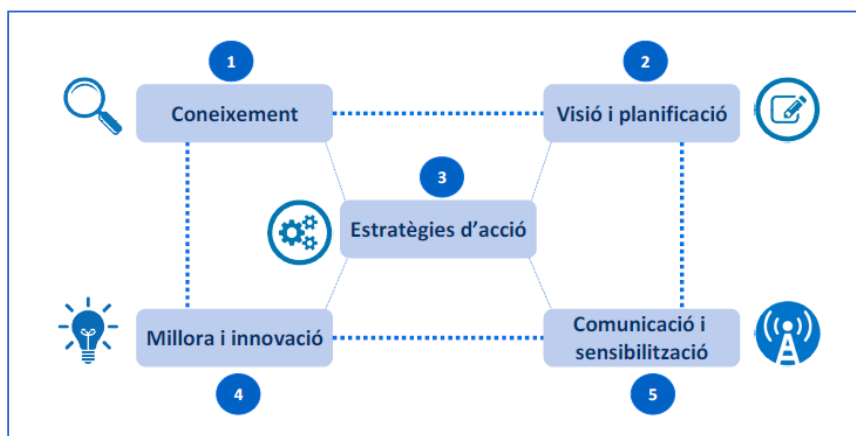 1
2
Coneixement
Visió i planificació
3
Estratègies d'acció
Millora i innovació
Comunicació i
sensibilització
4
5